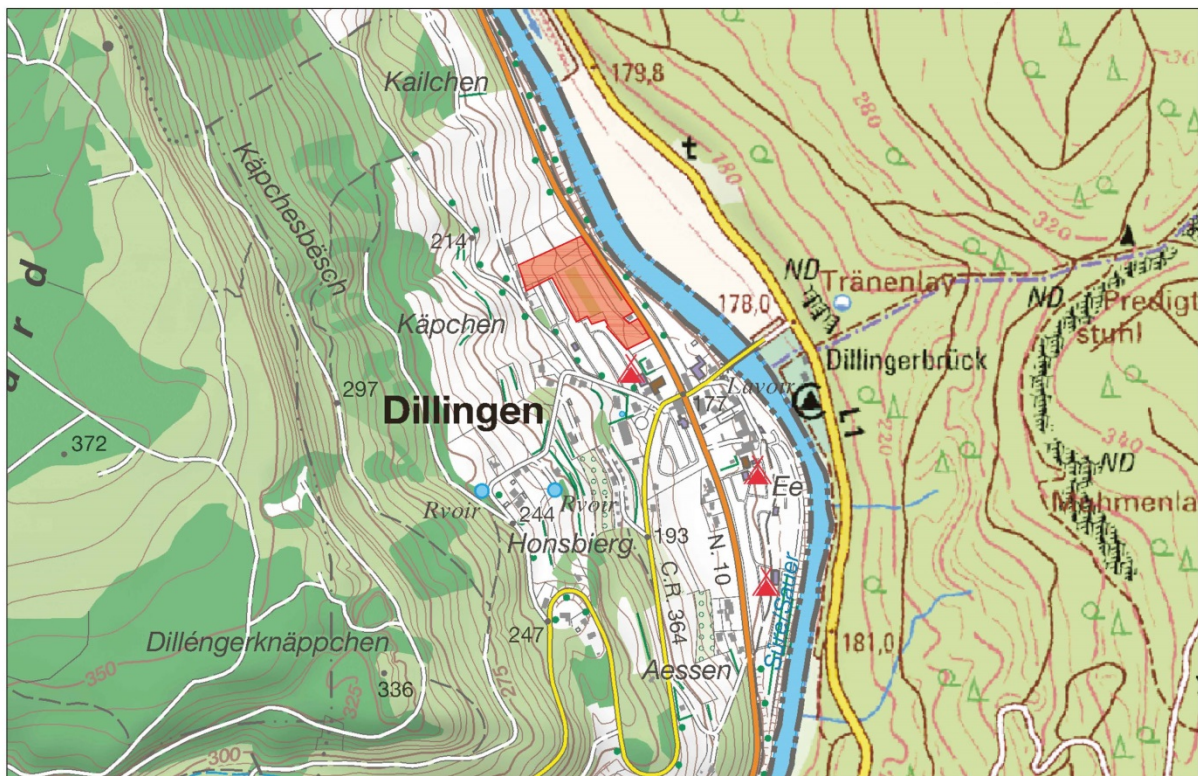 Kailchen
179,8
280
t
180
Käpchesbësch
214
320
ND
Tränenlay
ND
Predigt
stuhl
178,0
a r d
Käpchen
297
Dillingerbrück
Lavoir
Dillingen
77
L1
372
220
340
ND
Ee
Rvoir
Rvoir
244
Honsbierg
193
N. 10
C.R. 364
Sûre/Sauer
247
181,0
Dilléngerknäppchen
Aessen
350
336
325
275
300